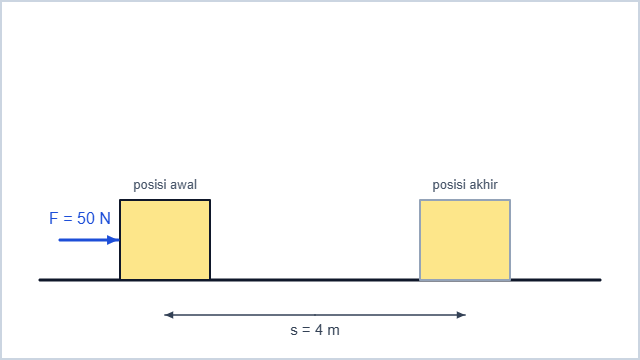 posisi awal
posisi akhir
F = 50 N
s = 4 m